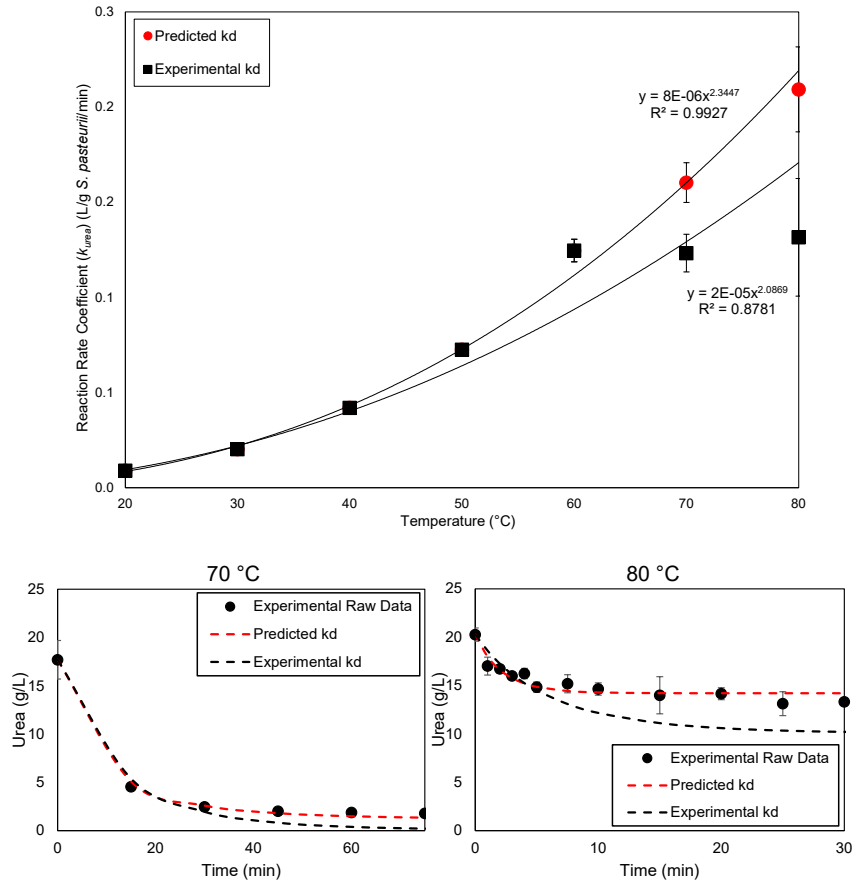 0.3
0.2
0.2
0.1
0.1
0.0
Reaction Rate Coefficient (kurea) (L/g S. pasteurii/min)
Predicted kd
Experimental kd
y = 8E-06x^2.3447
R² = 0.9927
y = 2E-05x^2.0869
R² = 0.8781
20 30 40 50 60 70 80
Temperature (°C)
70 °C
25
20
15
10
5
0
Urea (g/L)
Experimental Raw Data
Predicted kd
Experimental kd
0 20 40 60
Time (min)
80 °C
25
20
15
10
5
0
Urea (g/L)
Experimental Raw Data
Predicted kd
Experimental kd
0 10 20 30
Time (min)